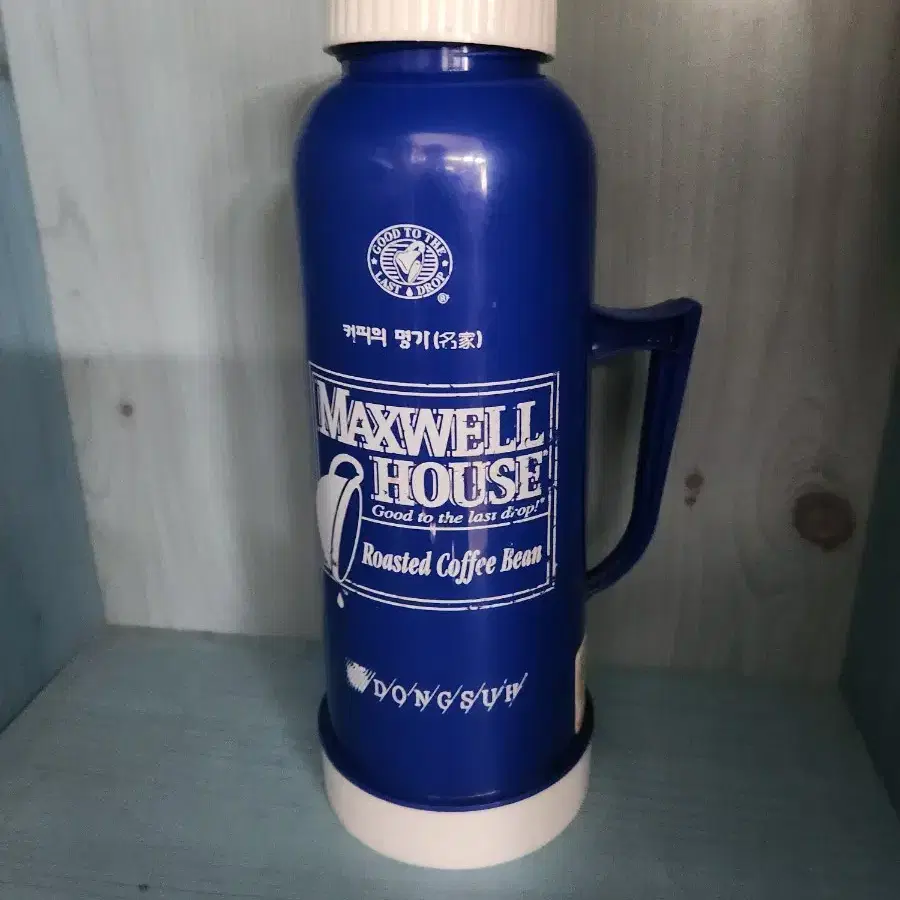 GOOD TO THE
LAST DROP
®
커피의 명가(名家)
MAXWELL
HOUSE®
Good to the last drop!®
Roasted Coffee Bean
DONGSUH